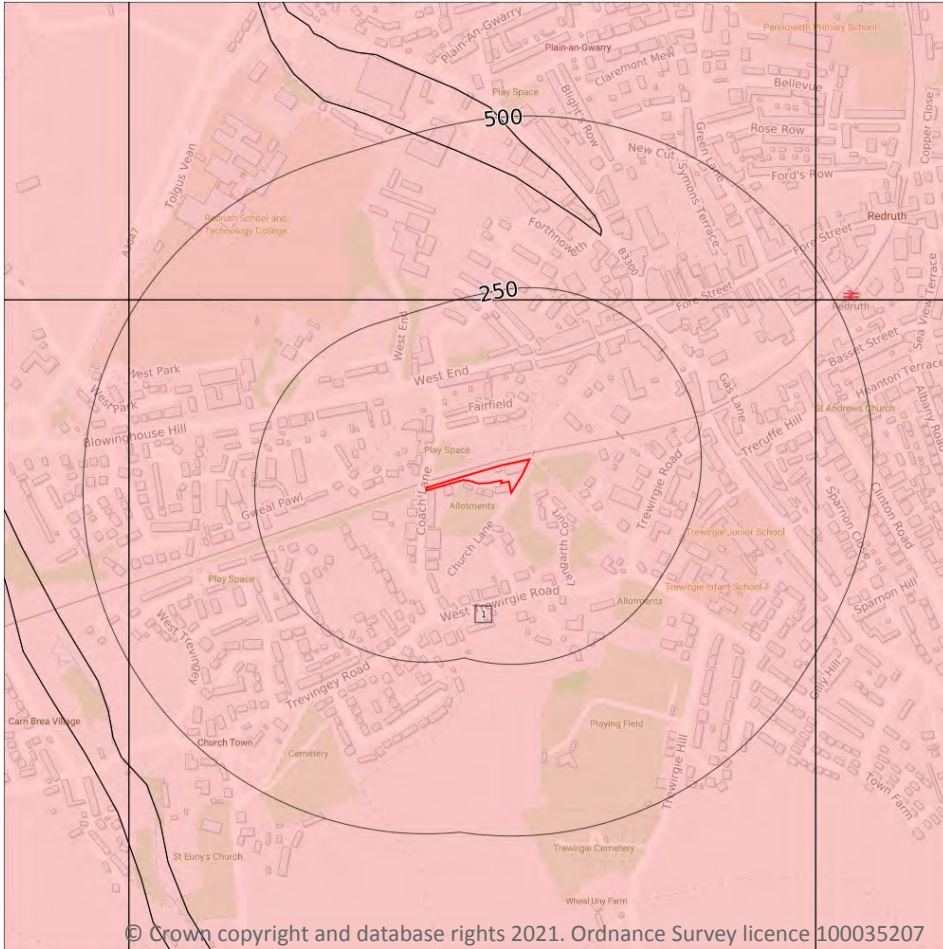 Plain-An-Gwarry
Plain-an-Gwarry
Pennoweth Primary School
Claremont Mew
Bellevue
Play Space
Blight's Row
Copper Close
500
Rose Row
Green Lane
New Cut
Symons Terrace
Ford's Row
Tolgus Vean
Redruth School and
Technology College
A3047
Forthnoweth
B3300
Fore Street
Redruth
Sea View Terrace
250
Fore Street
Redruth
West End
Basset Street
West Park
West End
Gas Lane
Heanton Terrace
West Park
Fairfield
St Andrews Church
Albany Road
Blowinghouse Hill
Treruffe Hill
Play Space
Gweal Pawl
Coach Lane
Allotments
Trewirgie Road
Clinton Road
Sparnon Close
Church Lane
Langarth Court
Trewirgie Junior School
Play Space
Trewirgie Infant School
Allotments
West Trewirgie Road
1
Sparnon Hill
West Trevingey
Trevingey Road
Gilly Hill
Carn Brea Village
Church Town
Cemetery
Playing Field
Trewirgie Hill
Town Farm
St Euny's Church
Trewirgie Cemetery
Wheal Uny Farm
© Crown copyright and database rights 2021. Ordnance Survey licence 100035207